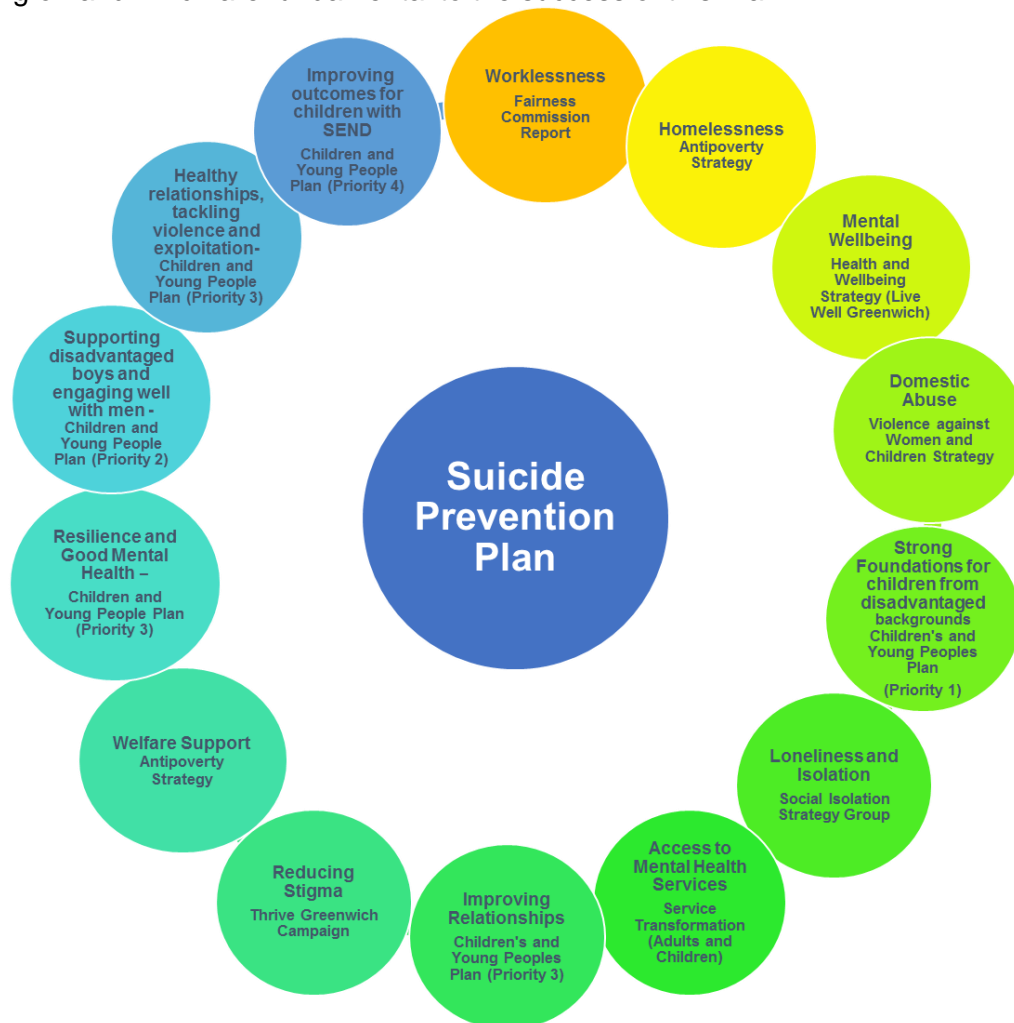 Worklessness
Fairness
Commission
Report
Homelessness
Antipoverty
Strategy
Mental
Wellbeing
Health and
Wellbeing
Strategy (Live
Well Greenwich)
Domestic
Abuse
Violence against
Women and
Children Strategy
Strong
Foundations for
children from
disadvantaged
backgrounds
Children's and
Young Peoples
Plan
(Priority 1)
Loneliness and
Isolation
Social Isolation
Strategy Group
Access to
Mental Health
Services
Service
Transformation
(Adults and
Children)
Improving
Relationships
Children's and
Young Peoples
Plan (Priority 3)
Reducing
Stigma
Thrive Greenwich
Campaign
Welfare Support
Antipoverty
Strategy
Resilience and
Good Mental
Health –
Children and
Young People Plan
(Priority 3)
Supporting
disadvantaged
boys and
engaging well
with men -
Children and
Young People
Plan (Priority 2)
Healthy
relationships,
tackling
violence and
exploitation-
Children and
Young People
Plan (Priority 3)
Improving
outcomes for
children with
SEND
Children and
Young People
Plan (Priority 4)
Suicide
Prevention
Plan